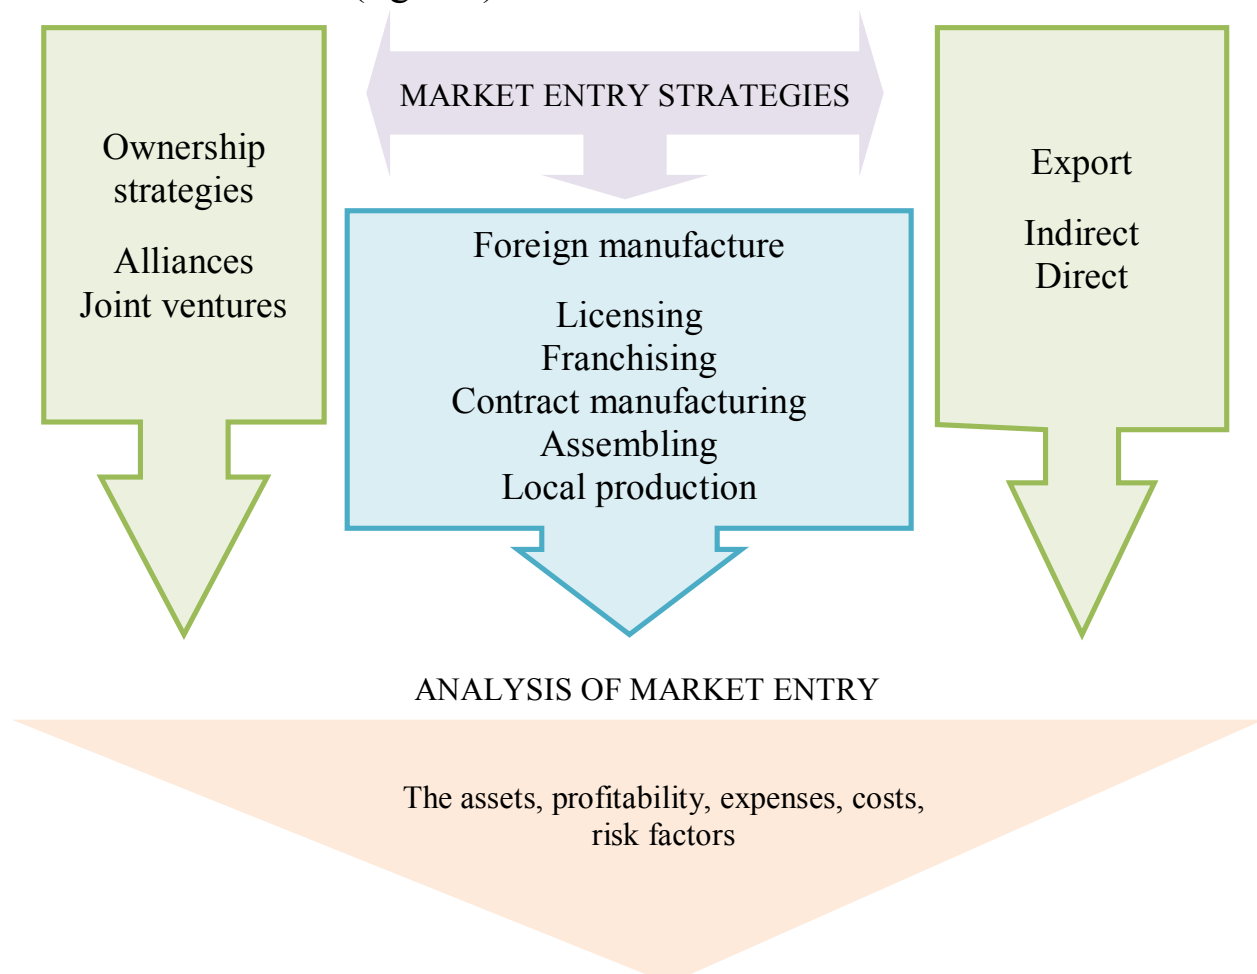 MARKET ENTRY STRATEGIES
Ownership
strategies
Alliances
Joint ventures
Foreign manufacture
Licensing
Franchising
Contract manufacturing
Assembling
Local production
Export
Indirect
Direct
ANALYSIS OF MARKET ENTRY
The assets, profitability, expenses, costs,
risk factors